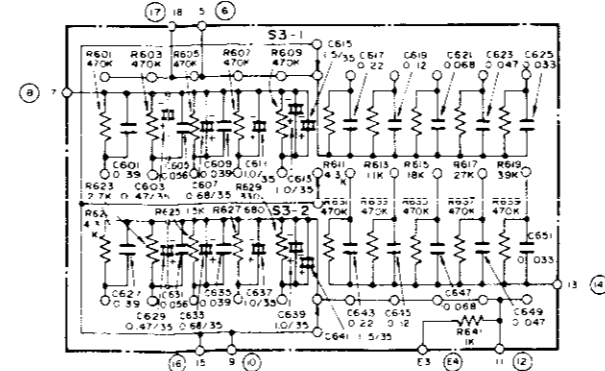 17 18 5 6
S3-1
R601 R603 R605 R607 R609 C615 C617 C619 C621 C623 C625
470K 470K 470K 470K 1.5/35 0.22 0.12 0.068 0.047 0.033
8 7
C601 C605 C609 C611 C613 R611 R613 R615 R617 R619
0.39 0.056 0.039 1.0/35 1.0/35 4.3K 11K 18K 27K 39K
R623 C603 C607 R629
2.7K 0.47/35 0.68/35 330
R625 1.5K R627 680 S3-2
470K 470K 470K 470K 470K
C651
0.033
13 14
C627 C631 C635 C637 C643 C645 C647 C649
0.39 0.056 0.039 1.0/35 0.22 0.12 0.068 0.047
C629 C633 C639 C641 1.5/35
0.47/35 0.68/35 1.0/35
R641
1K
16 15 9 10 E3 E4 11 12